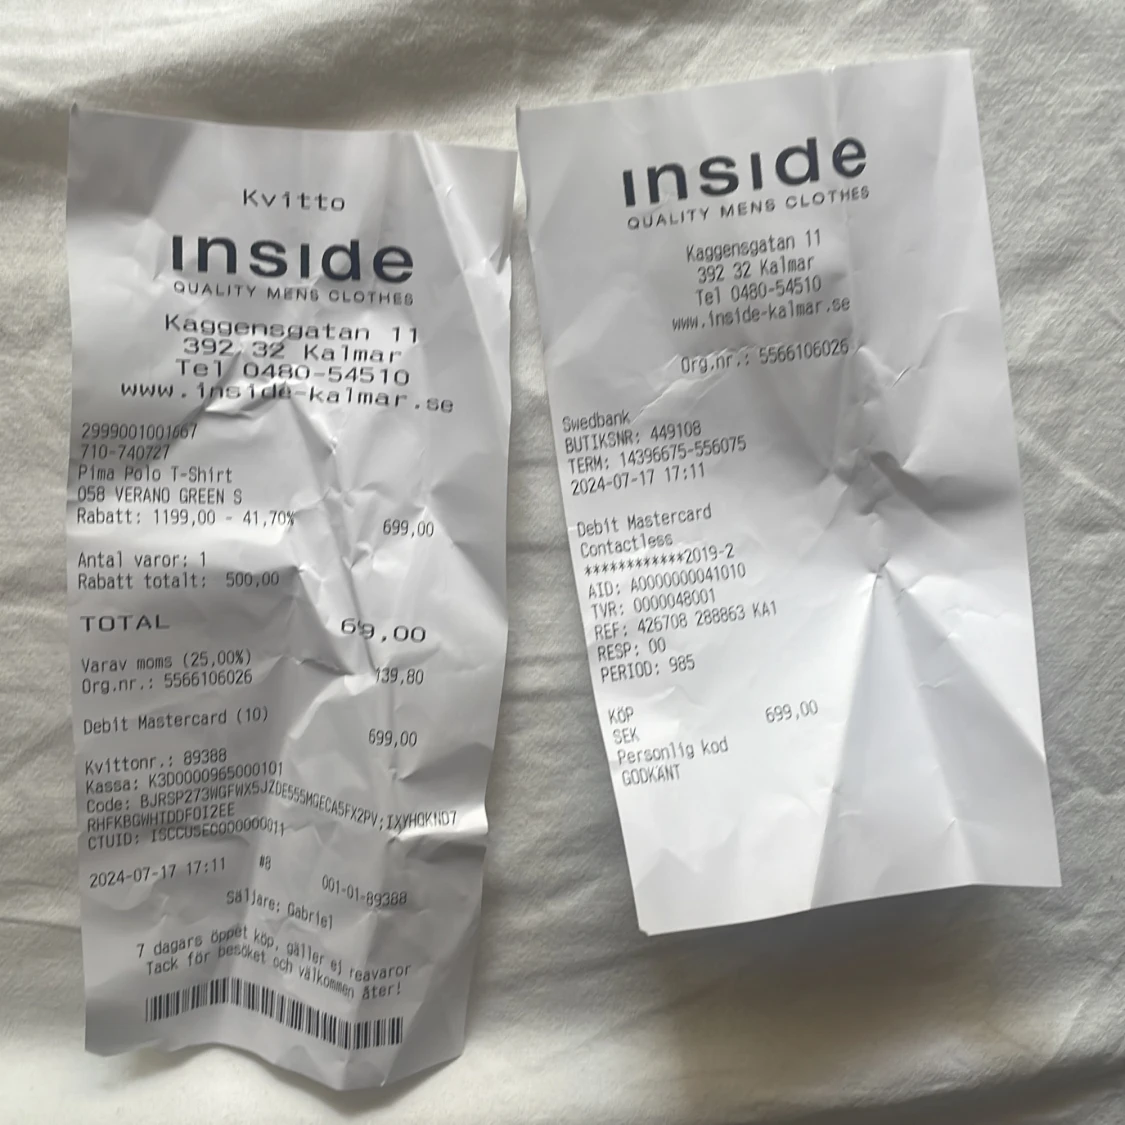 Kvitto
inside
QUALITY MENS CLOTHES
Kaggensgatan 11
392 32 Kalmar
Tel 0480-54510
www.inside-kalmar.se
2999001001667
710-740727
Pima Polo T-Shirt
058 VERANO GREEN S
Rabatt: 1199,00 - 41,70% 699,00
Antal varor: 1
Rabatt totalt: 500,00
TOTAL 699,00
Varav moms (25,00%) 139,80
Org.nr.: 5566106026
Debit Mastercard (10) 699,00
Kvittonr.: 89388
Kassa: K3D0000965000101
Code:
CTUID: ISCCUSEC000000011
2024-07-17 17:11 #8 001-01-89388
Säljare: Gabriel
7 dagars öppet köp, gäller ej reavaror
Tack för besöket och välkommen åter!
inside
QUALITY MENS CLOTHES
Kaggensgatan 11
392 32 Kalmar
Tel 0480-54510
www.inside-kalmar.se
Org.nr.: 5566106026
Swedbank
BUTIKSNR: 449108
TERM: 14396675-556075
2024-07-17 17:11
Debit Mastercard
Contactless
************2019-2
AID: A0000000041010
TVR: 0000048001
REF: 426708 288863 KA1
RESP: 00
PERIOD: 985
KÖP 699,00
SEK
Personlig kod
GODKÄNT